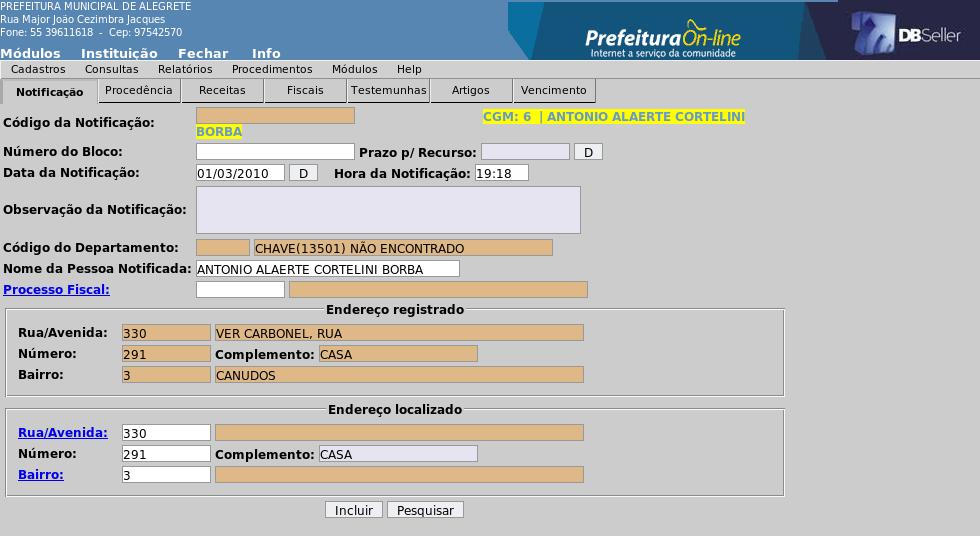 PREFEITURA MUNICIPAL DE ALEGRETE
Rua Major João Cezimbra Jacques
Fone: 55 39611618 - Cep: 97542570
PrefeituraOn-line
Internet a serviço da comunidade
DBSeller
Módulos Instituição Fechar Info
Cadastros Consultas Relatórios Procedimentos Módulos Help
Notificação Procedência Receitas Fiscais Testemunhas Artigos Vencimento
Código da Notificação: CGM: 6 | ANTONIO ALAERTE CORTELINI
BORBA
Número do Bloco: Prazo p/ Recurso: D
Data da Notificação: 01/03/2010 D Hora da Notificação: 19:18
Observação da Notificação:
Código do Departamento: CHAVE(13501) NÃO ENCONTRADO
Nome da Pessoa Notificada: ANTONIO ALAERTE CORTELINI BORBA
Processo Fiscal:
Endereço registrado
Rua/Avenida: 330 VER CARBONEL, RUA
Número: 291 Complemento: CASA
Bairro: 3 CANUDOS
Endereço localizado
Rua/Avenida: 330
Número: 291 Complemento: CASA
Bairro: 3
Incluir Pesquisar